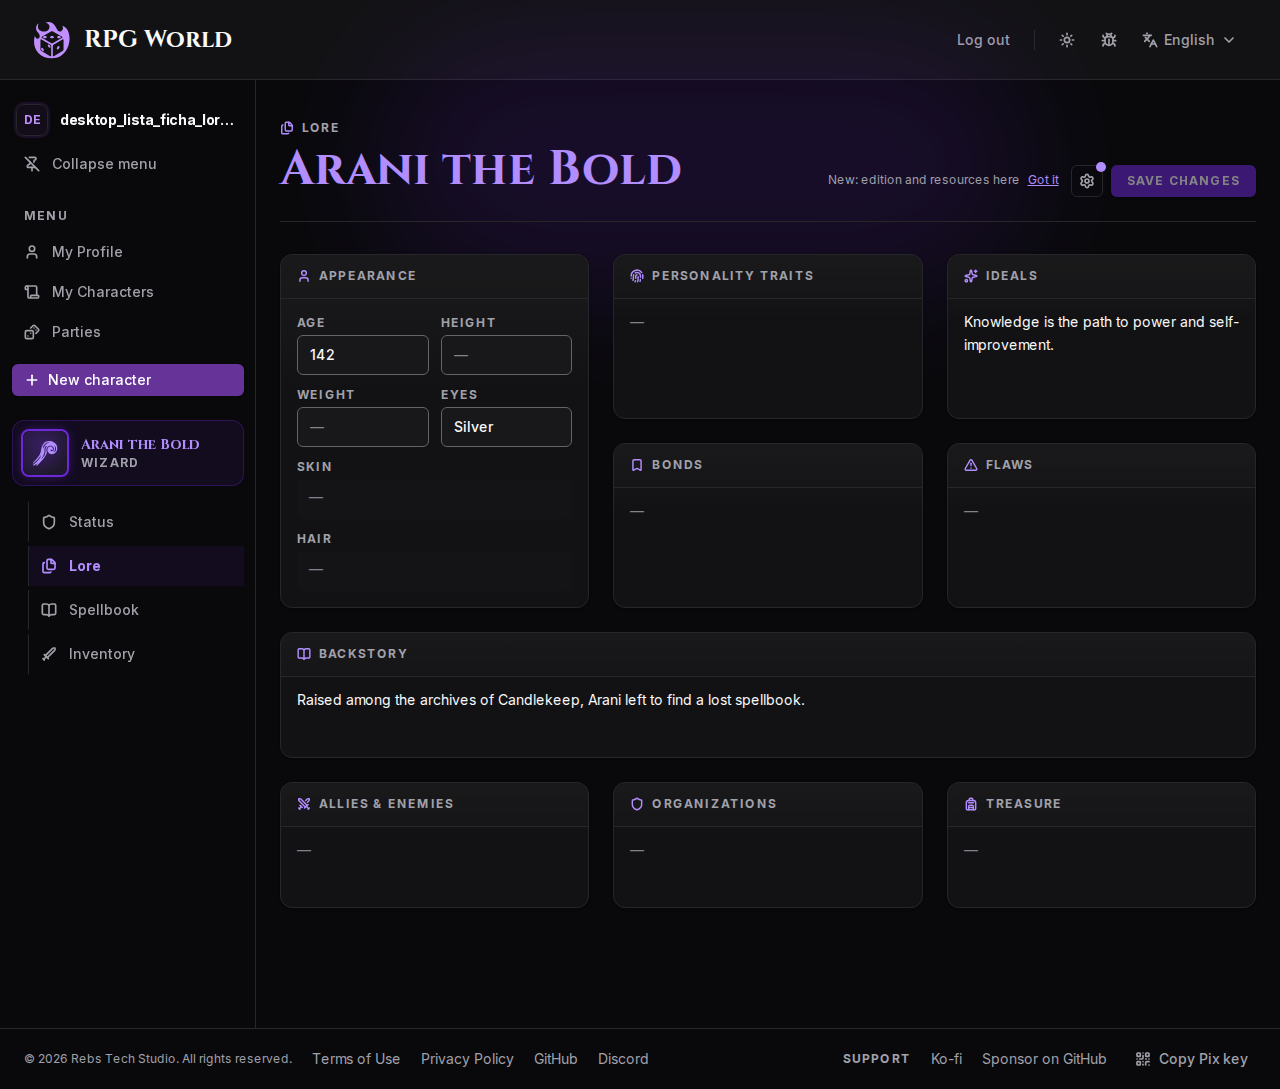 RPG World
Log out
English
DE
desktop_lista_ficha_lor...
Collapse menu
MENU
My Profile
My Characters
Parties
New character
Arani the Bold
WIZARD
Status
Lore
Spellbook
Inventory
LORE
Arani the Bold
New: edition and resources here Got it
SAVE CHANGES
APPEARANCE
AGE
HEIGHT
142
—
WEIGHT
EYES
—
Silver
SKIN
—
HAIR
—
PERSONALITY TRAITS
—
IDEALS
Knowledge is the path to power and self-
improvement.
BONDS
—
FLAWS
—
BACKSTORY
Raised among the archives of Candlekeep, Arani left to find a lost spellbook.
ALLIES & ENEMIES
—
ORGANIZATIONS
—
TREASURE
—
© 2026 Rebs Tech Studio. All rights reserved.
Terms of Use
Privacy Policy
GitHub
Discord
SUPPORT
Ko-fi
Sponsor on GitHub
Copy Pix key